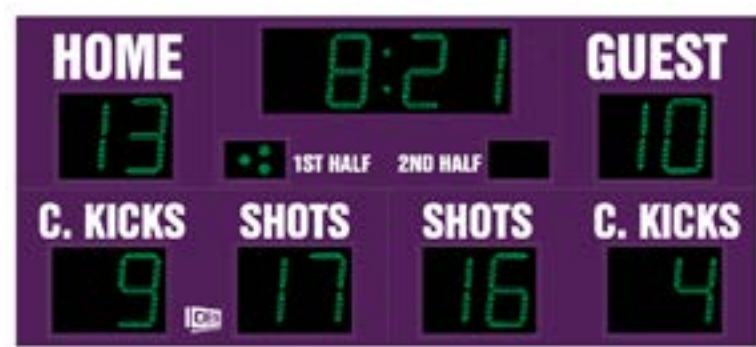 HOME 8:21 GUEST
13 10
1ST HALF 2ND HALF
C. KICKS SHOTS SHOTS C. KICKS
9 17 16 4